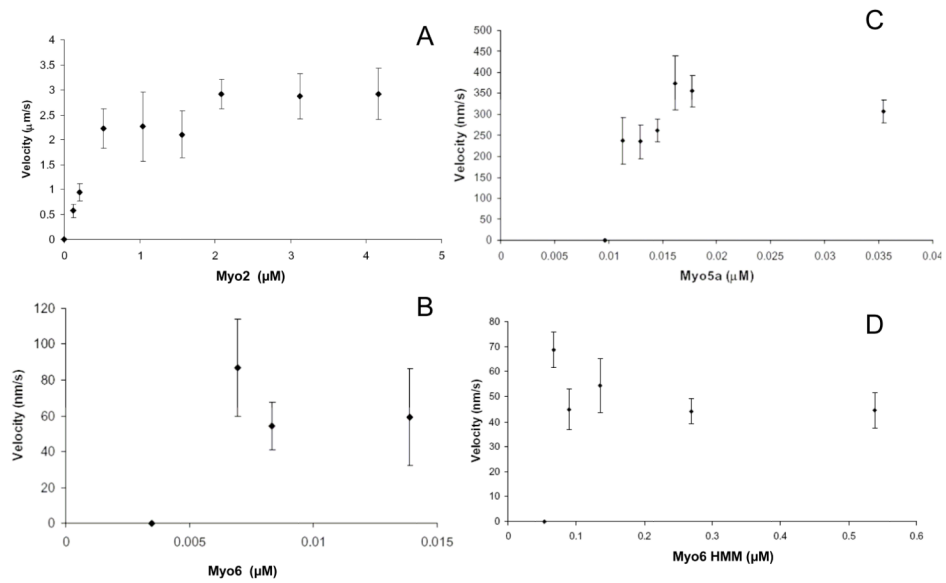 A
4
3.5
3
2.5
2
1.5
1
0.5
0
Velocity (μm/s)
0 1 2 3 4 5
Myo2 (μM)
C
500
450
400
350
300
250
200
150
100
50
0
Velocity (nm/s)
0 0.005 0.01 0.015 0.02 0.025 0.03 0.035 0.04
Myo5a (μM)
B
120
100
80
60
40
20
0
Velocity (nm/s)
0 0.005 0.01 0.015
Myo6 (μM)
D
80
70
60
50
40
30
20
10
0
Velocity (nm/s)
0 0.1 0.2 0.3 0.4 0.5 0.6
Myo6 HMM (μM)